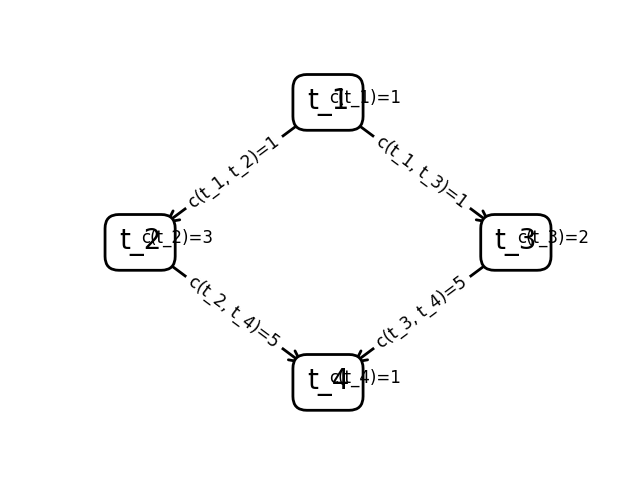 t_1
c(t_1)=1
c(t_1, t_2)=1
c(t_1, t_3)=1
t_2
c(t_2)=3
t_3
c(t_3)=2
c(t_2, t_4)=5
c(t_3, t_4)=5
t_4
c(t_4)=1